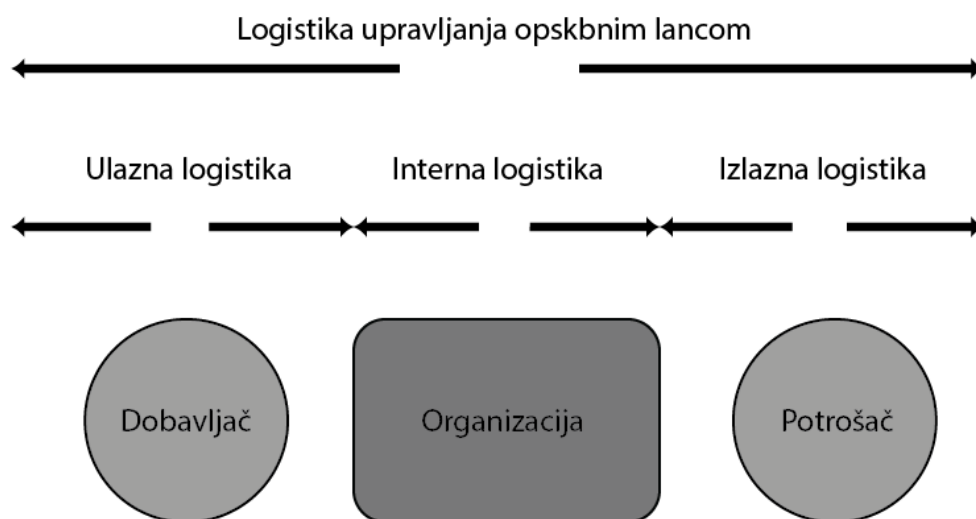 Logistika upravljanja opskbnim lancom
Ulazna logistika
Interna logistika
Izlazna logistika
Dobavljač
Organizacija
Potrošač